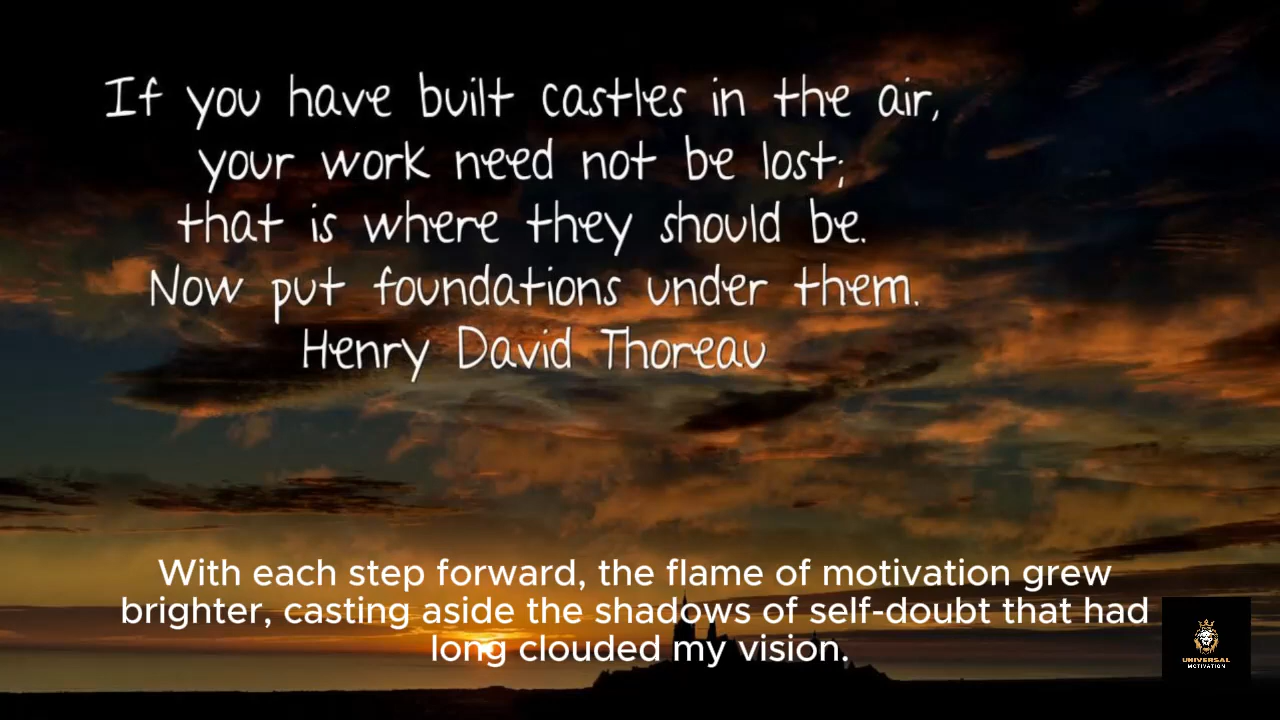 If you have built castles in the air,
your work need not be lost;
that is where they should be.
Now put foundations under them.
Henry David Thoreau
With each step forward, the flame of motivation grew
brighter, casting aside the shadows of self-doubt that had
long clouded my vision.
UNIVERSAL
MOTIVATION